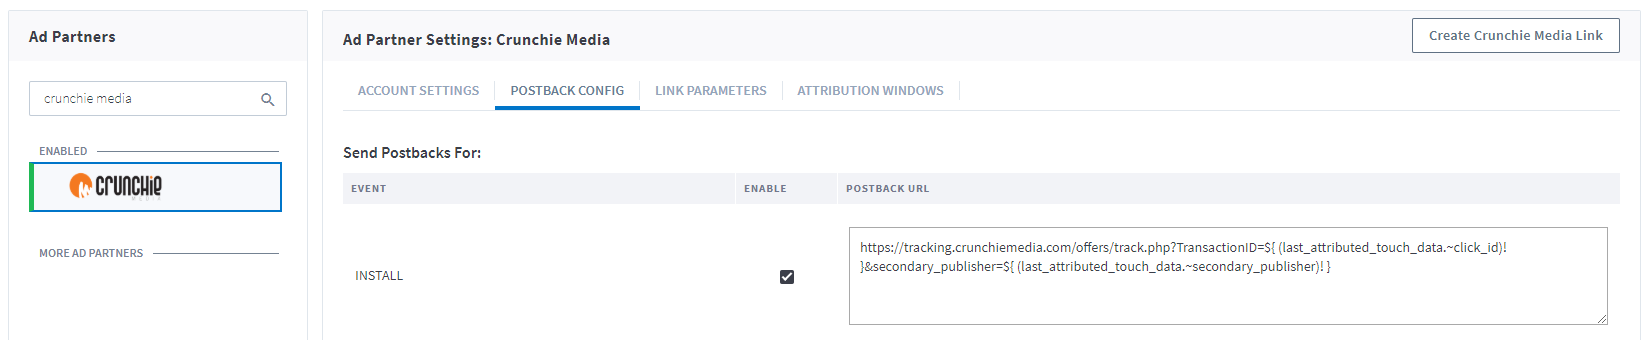 Ad Partners
crunchie media
ENABLED
CRUNCHiE
MEDIA
MORE AD PARTNERS
Ad Partner Settings: Crunchie Media
Create Crunchie Media Link
ACCOUNT SETTINGS
POSTBACK CONFIG
LINK PARAMETERS
ATTRIBUTION WINDOWS
Send Postbacks For:
EVENT
ENABLE
POSTBACK URL
INSTALL
https://tracking.crunchiemedia.com/offers/track.php?TransactionID=${ (last_attributed_touch_data.~click_id)!
}&secondary_publisher=${ (last_attributed_touch_data.~secondary_publisher)! }